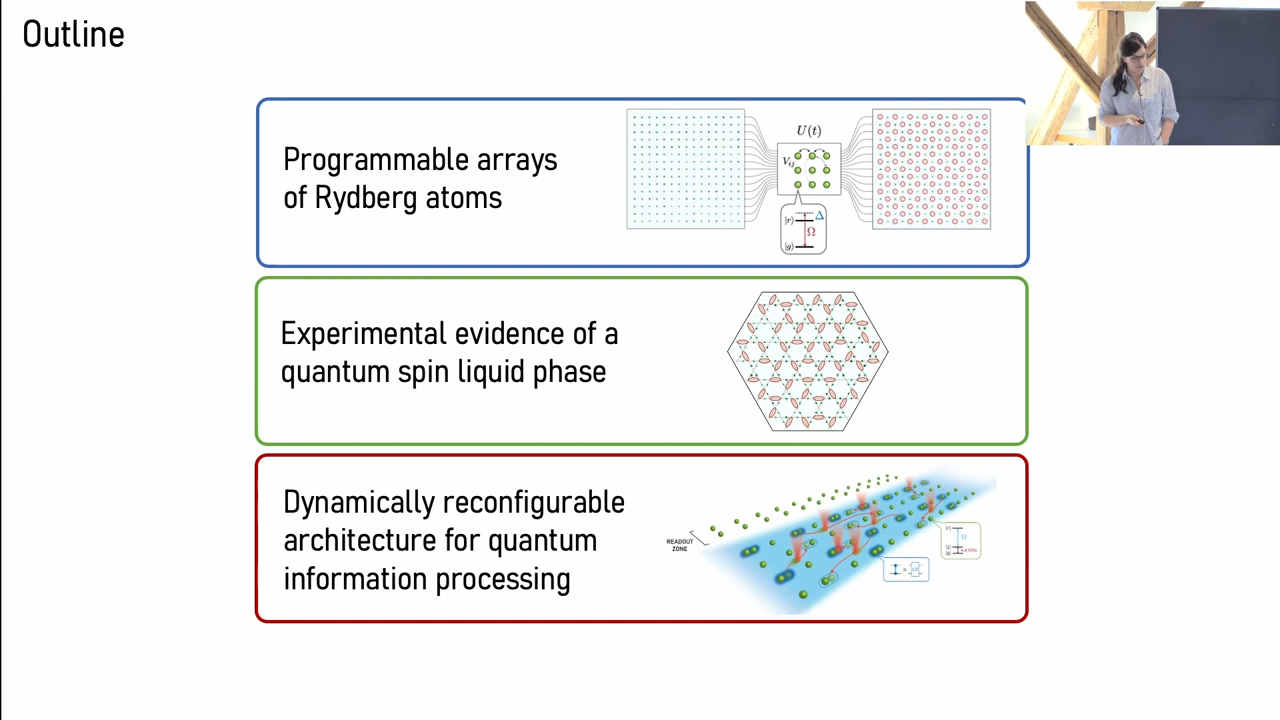 Outline
Programmable arrays
of Rydberg atoms
U(t)
V_ij
|r⟩
Δ
Ω
|g⟩
Experimental evidence of a
quantum spin liquid phase
Dynamically reconfigurable
architecture for quantum
information processing
READOUT
ZONE
|r⟩
Ω